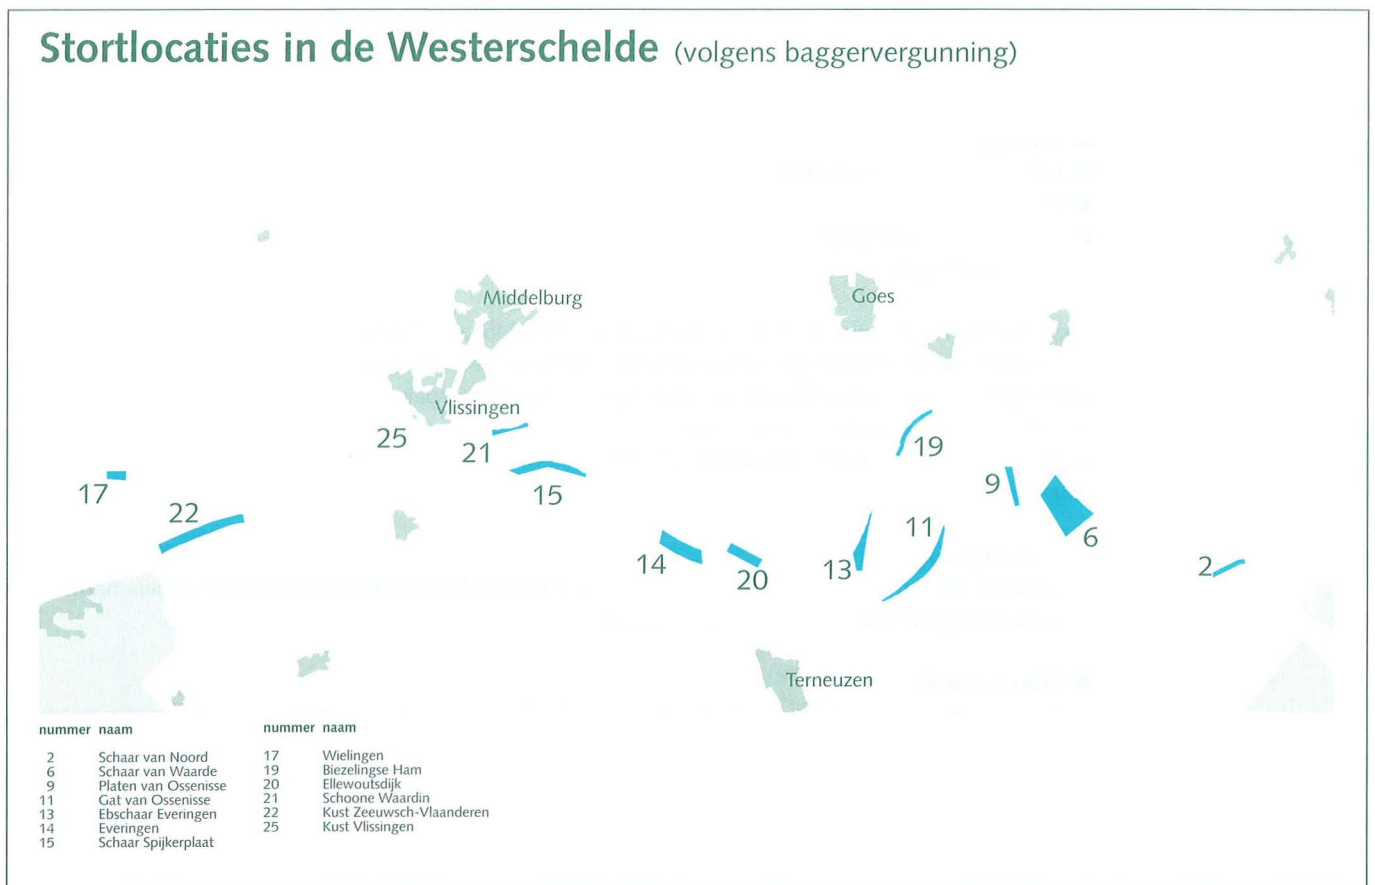 Stortlocaties in de Westerschelde (volgens baggervergunning)
Middelburg
Goes
Vlissingen
25
21
19
17
22
15
9
6
11
14
20
13
2
Terneuzen
nummer naam
2 Schaar van Noord
6 Schaar van Waarde
9 Platen van Ossenisse
11 Gat van Ossenisse
13 Ebschaar Everingen
14 Everingen
15 Schaar Spijkerplaat
nummer naam
17 Wielingen
19 Biezelingse Ham
20 Ellewoutsdijk
21 Schoone Waardin
22 Kust Zeeuwsch-Vlaanderen
25 Kust Vlissingen